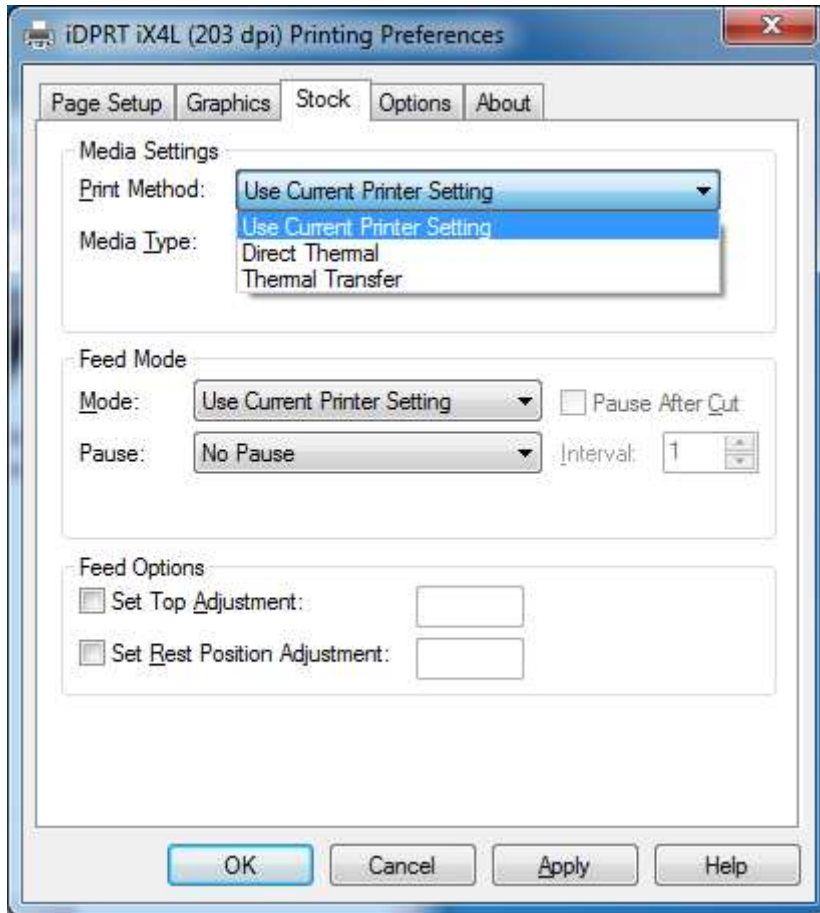 iDPRT iX4L (203 dpi) Printing Preferences
Page Setup Graphics Stock Options About
Media Settings
Print Method: Use Current Printer Setting
Use Current Printer Setting
Media Type: Direct Thermal
Thermal Transfer
Feed Mode
Mode: Use Current Printer Setting Pause After Cut
Pause: No Pause Interval: 1
Feed Options
Set Top Adjustment:
Set Rest Position Adjustment:
OK Cancel Apply Help